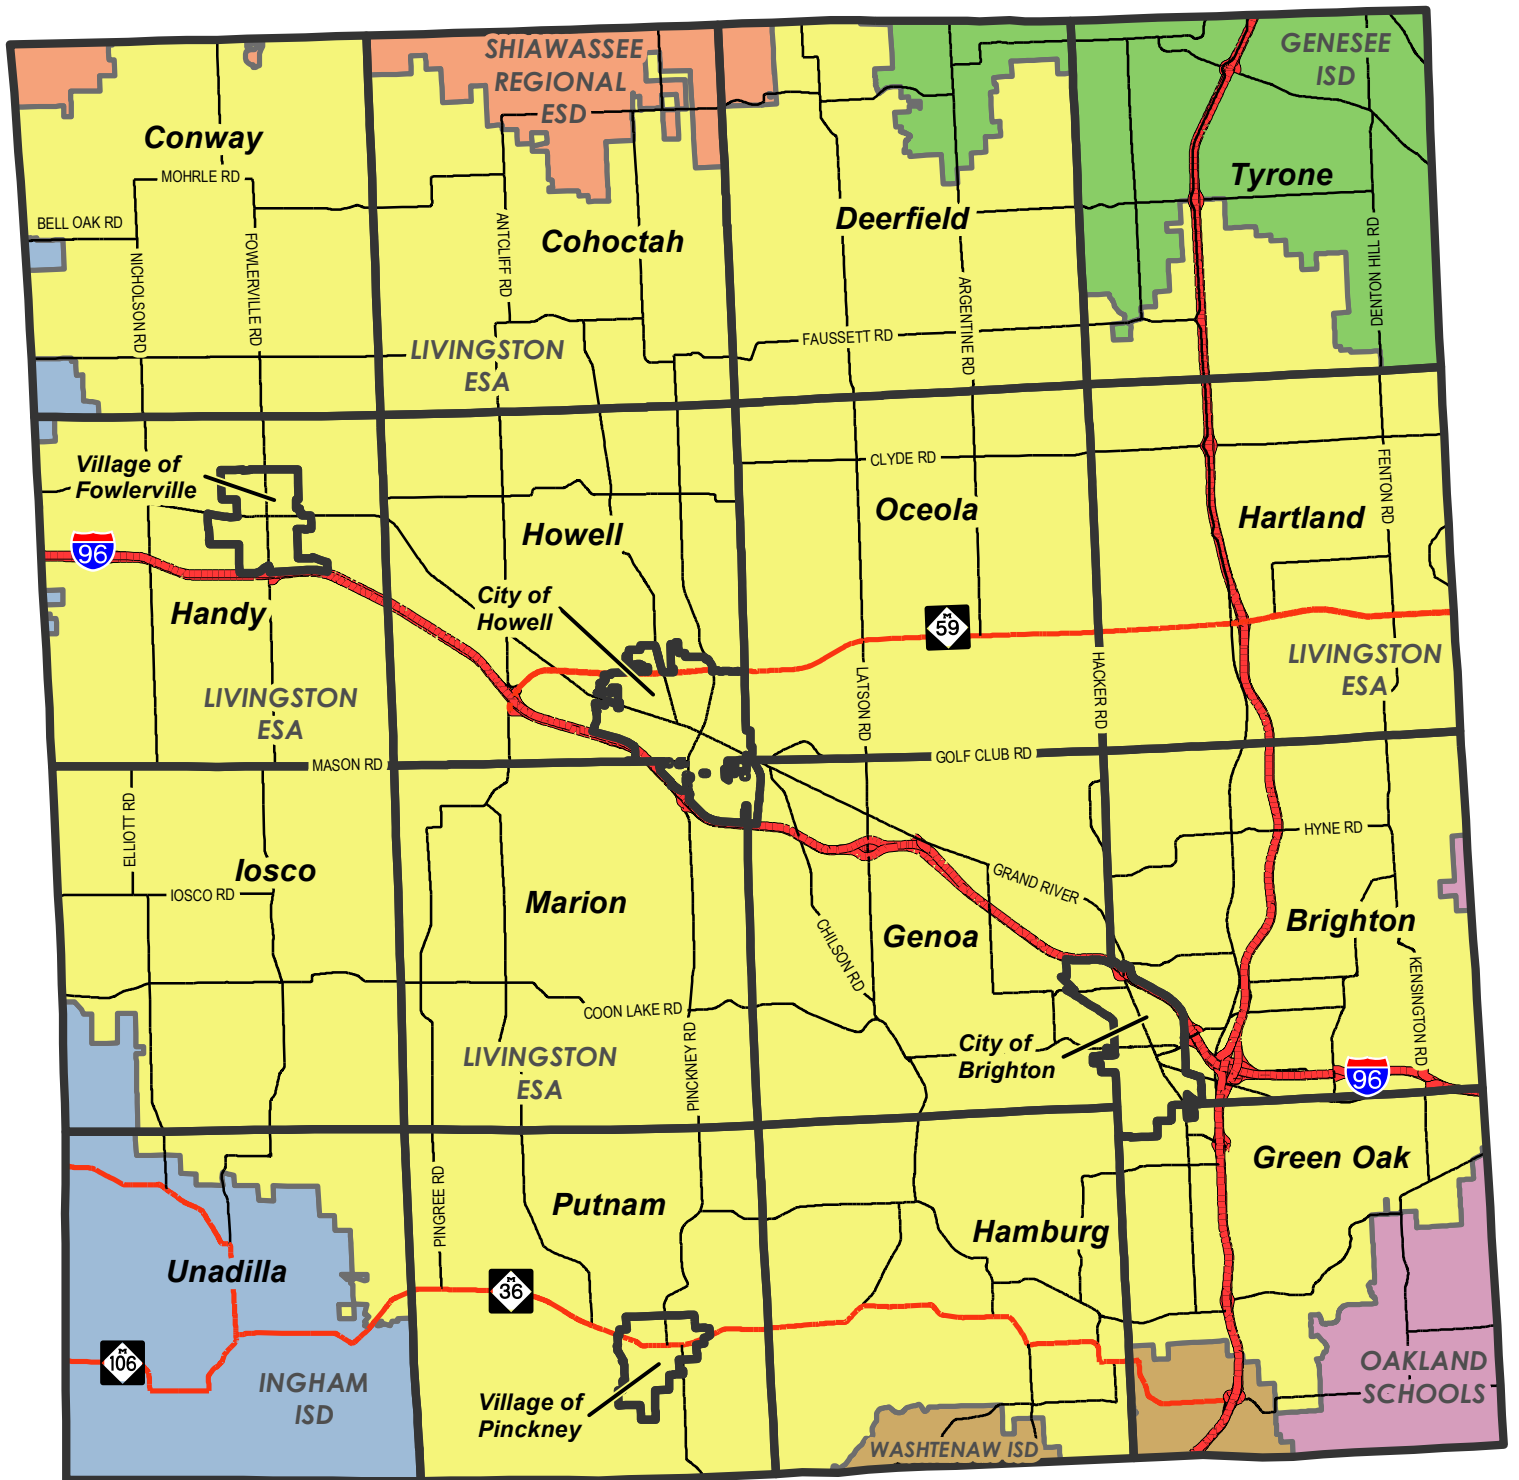 SHIAWASSEE
REGIONAL
ESD
GENESEE
ISD
Conway
MOHRLE RD
Tyrone
BELL OAK RD
Deerfield
Cohoctah
NICHOLSON RD
FOWLERVILLE RD
ANTCLIFF RD
ARGENTINE RD
DENTON HILL RD
FAUSSETT RD
LIVINGSTON
ESA
Village of
Fowlerville
CLYDE RD
FENTON RD
Oceola
Hartland
Howell
96
City of
Howell
Handy
M
59
LIVINGSTON
ESA
LIVINGSTON
ESA
LATSON RD
HACKER RD
MASON RD
GOLF CLUB RD
ELLIOTT RD
HYNE RD
Iosco
IOSCO RD
GRAND RIVER
Marion
Genoa
Brighton
CHILSON RD
KENSINGTON RD
COON LAKE RD
LIVINGSTON
ESA
PINCKNEY RD
City of
Brighton
96
Green Oak
PINGREE RD
Putnam
Hamburg
Unadilla
M
36
M
106
INGHAM
ISD
OAKLAND
SCHOOLS
Village of
Pinckney
WASHTENAW ISD